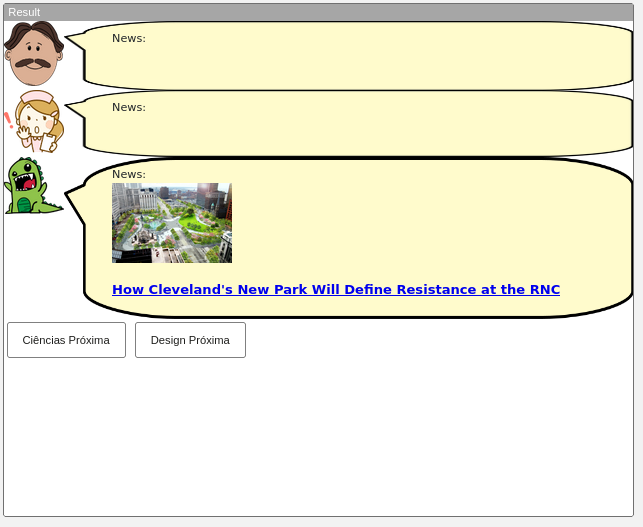 Result
News:
News:
News:
How Cleveland's New Park Will Define Resistance at the RNC
Ciências Próxima
Design Próxima